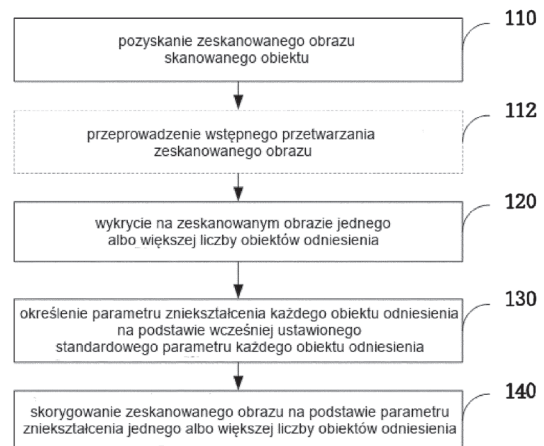 110
pozyskanie zeskanowanego obrazu
skanowanego obiektu
112
przeprowadzenie wstępnego przetwarzania
zeskanowanego obrazu
120
wykrycie na zeskanowanym obrazie jednego
albo większej liczby obiektów odniesienia
130
określenie parametru zniekształcenia każdego obiektu odniesienia
na podstawie wcześniej ustawionego
standardowego parametru każdego obiektu odniesienia
140
skorygowanie zeskanowanego obrazu na podstawie parametru
zniekształcenia jednego albo większej liczby obiektów odniesienia